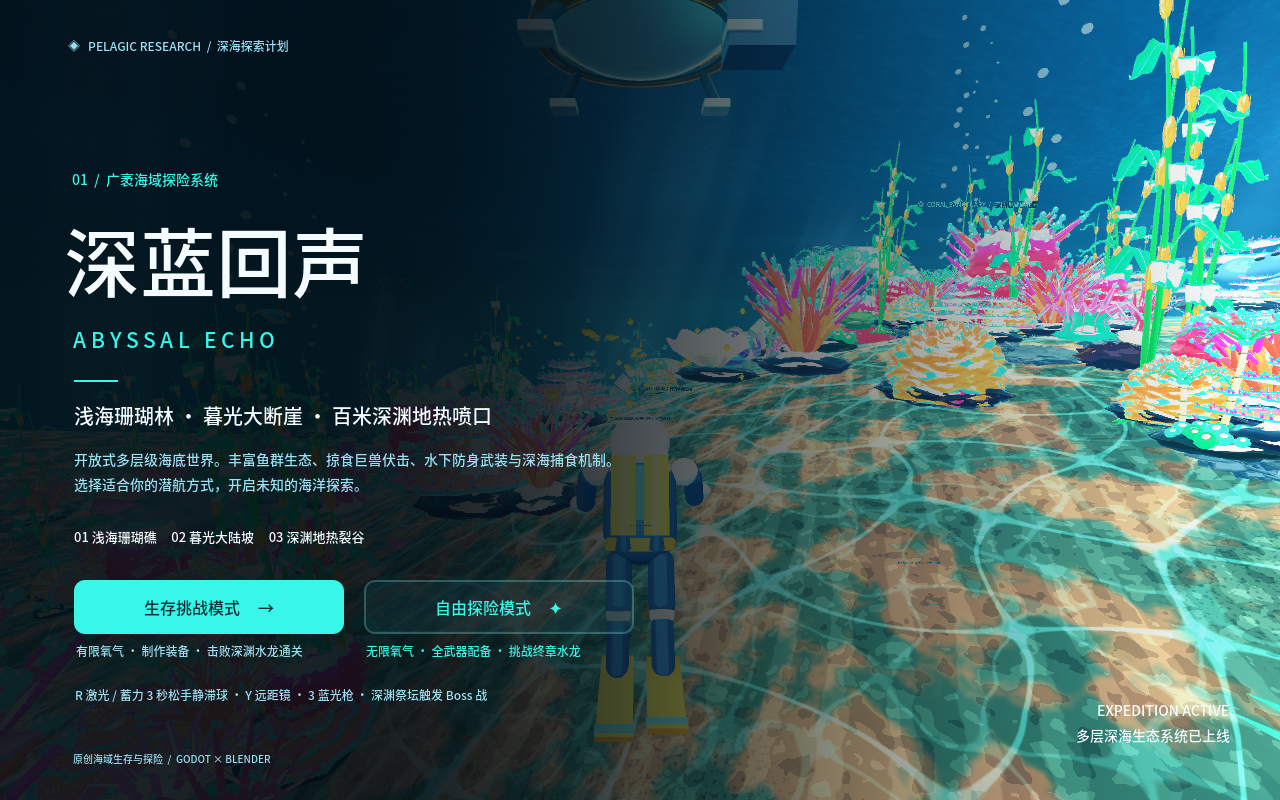 PELAGIC RESEARCH / 深海探索计划
01 / 广袤海域探险系统
深蓝回声
ABYSSAL ECHO
浅海珊瑚林 · 暮光大断崖 · 百米深渊地热喷口
开放式多层级海底世界。丰富鱼群生态、掠食巨兽伏击、水下防身武装与深海捕食机制。
选择适合你的潜航方式，开启未知的海洋探索。
01 浅海珊瑚礁 02 暮光大陆坡 03 深渊地热裂谷
生存挑战模式 →
自由探险模式 ✦
有限氧气 · 制作装备 · 击败深渊水龙通关
无限氧气 · 全武器配备 · 挑战终章水龙
R 激光 / 蓄力 3 秒松手静滞球 · Y 远距镜 · 3 蓝光枪 · 深渊祭坛触发 Boss 战
EXPEDITION ACTIVE
多层深海生态系统已上线
原创海域生存与探险 / GODOT × BLENDER